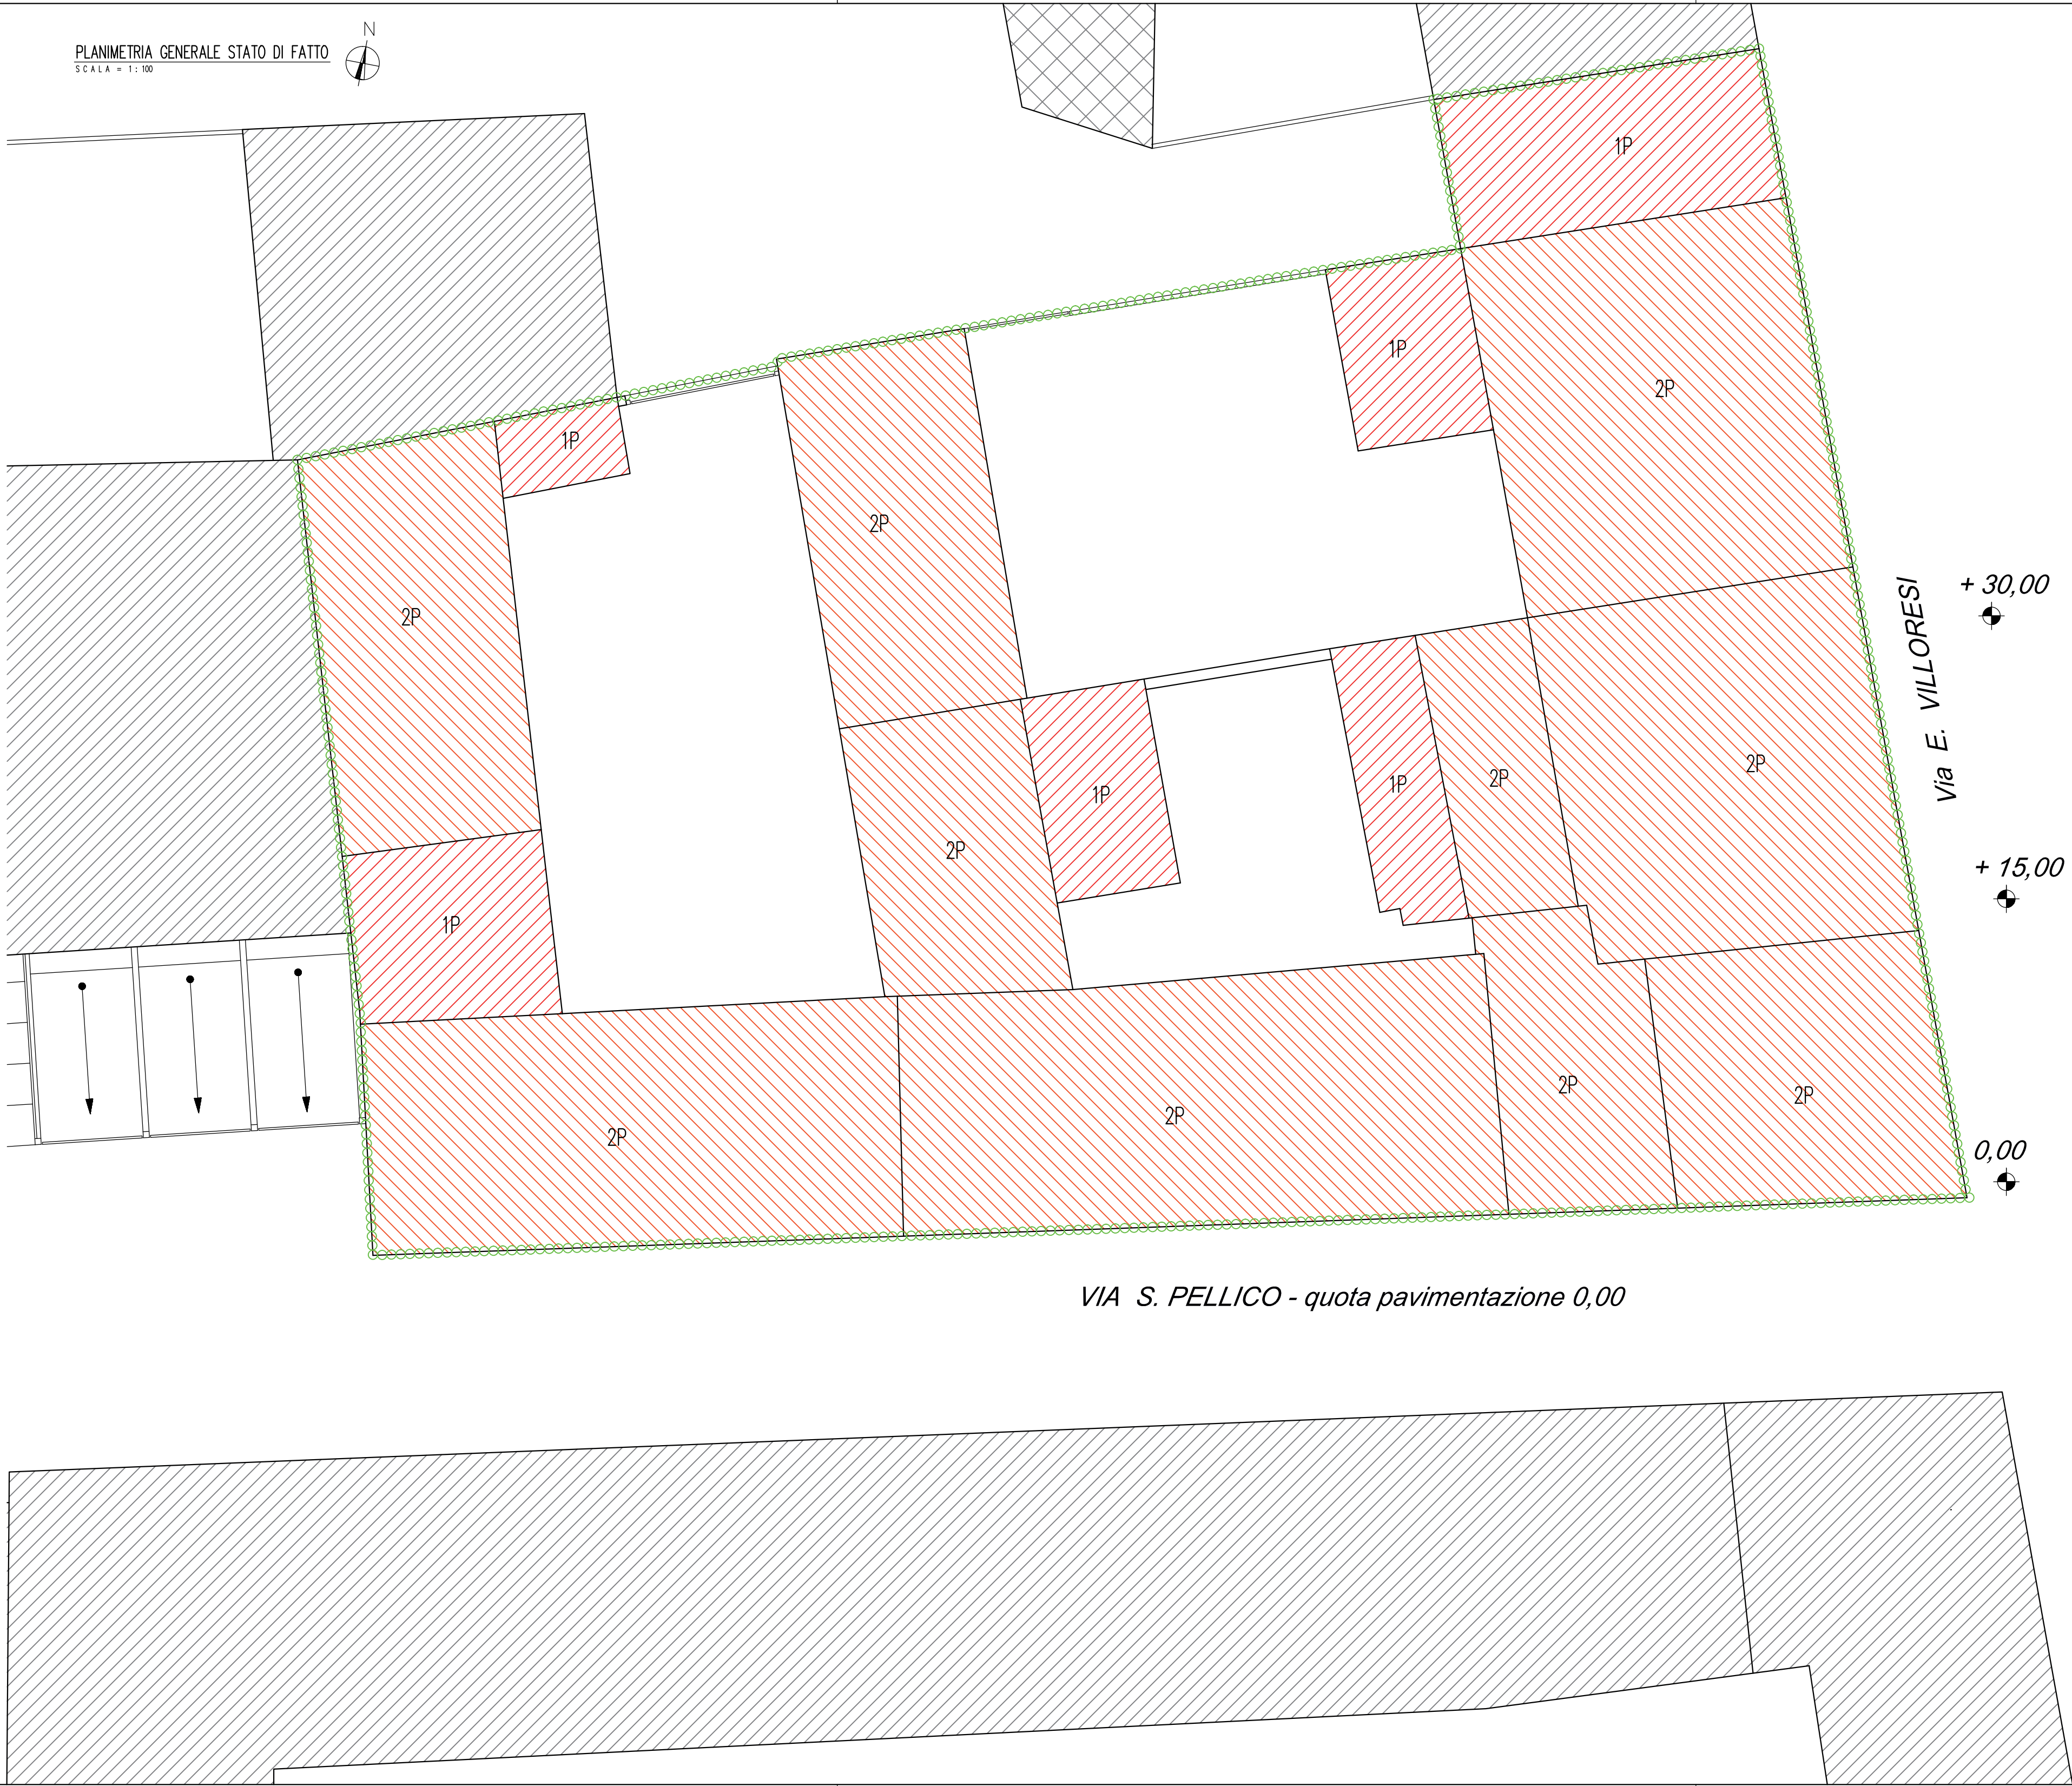 N
PLANIMETRIA GENERALE STATO DI FATTO
SCALA = 1:100
1P
1P
2P
1P
2P
+ 30,00
Via E. VILLORESI
2P
2P
1P
2P
1P
2P
2P
+ 15,00
1P
2P
2P
2P
2P
0,00
VIA S. PELLICO - quota pavimentazione 0,00